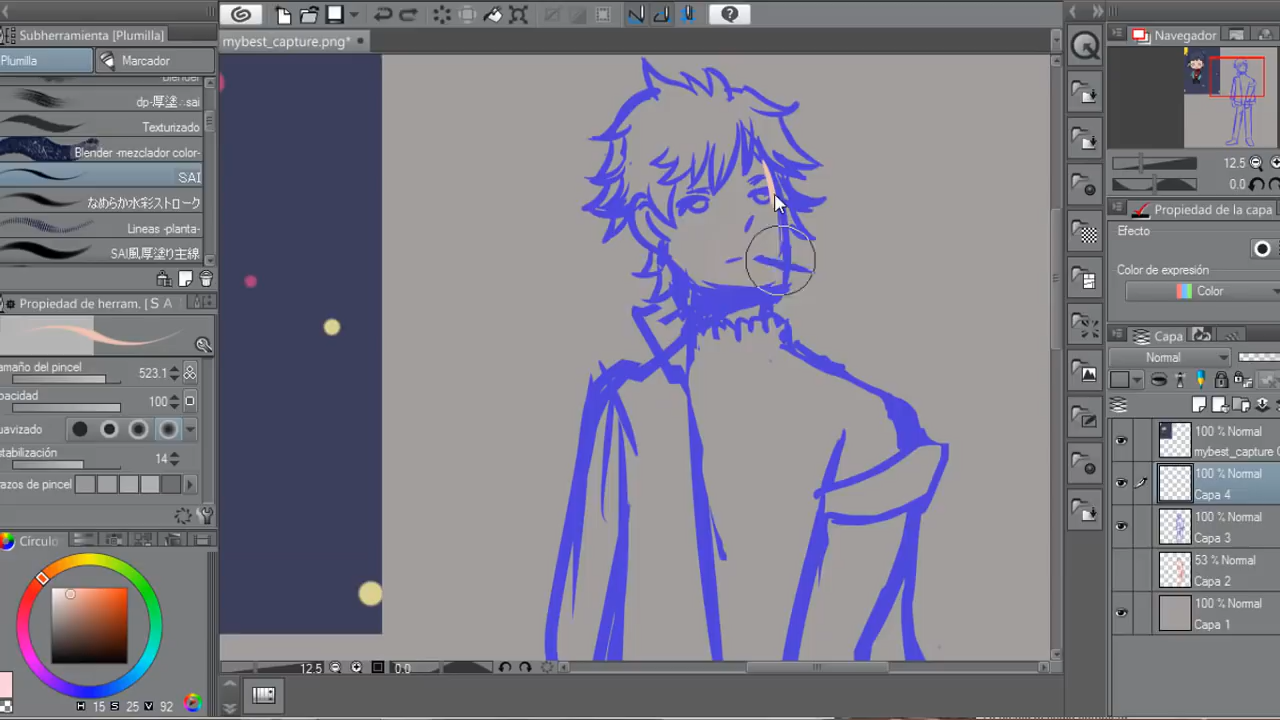 Subherramienta [Plumilla]
Plumilla
Marcador
Blender
dp-厚塗:::sai
Texturizado
Blender -mezclador color-
SAI
なめらか水彩ストローク
Lineas -planta-
SAI風厚塗り主線
Propiedad de herram. [S A I
amaño del pincel
523.1
pacidad
100
uavizado
stabilización
14
razos de pincel
Círculo
H 15 S 25 V 92
mybest_capture.png*
12.5
0.0
Navegador
12.5
0.0
Propiedad de la capa
Efecto
Color de expresión
Color
Capa
Normal
100 % Normal
mybest_capture
100 % Normal
Capa 4
100 % Normal
Capa 3
53 % Normal
Capa 2
100 % Normal
Capa 1